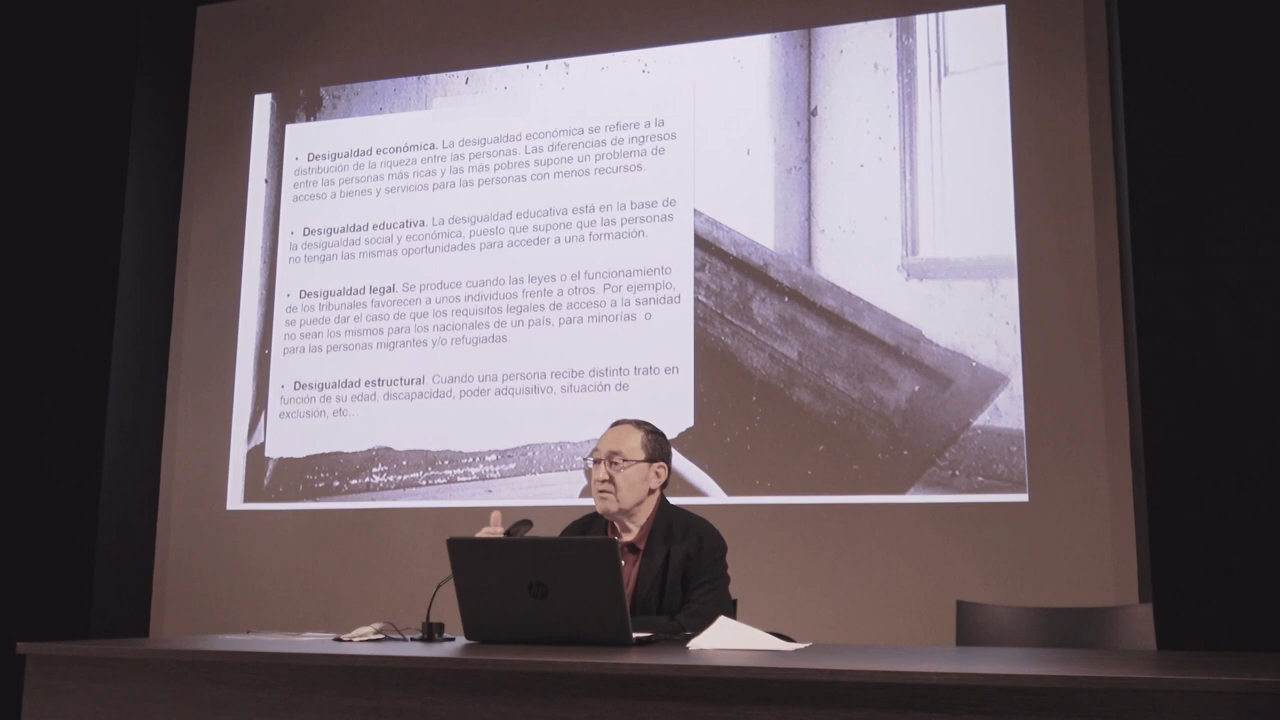 • Desigualdad económica. La desigualdad económica se refiere a la
distribución de la riqueza entre las personas. Las diferencias de ingresos
entre las personas más ricas y las más pobres supone un problema de
acceso a bienes y servicios para las personas con menos recursos.
• Desigualdad educativa. La desigualdad educativa está en la base de
la desigualdad social y económica, puesto que supone que las personas
no tengan las mismas oportunidades para acceder a una formación.
• Desigualdad legal. Se produce cuando las leyes o el funcionamiento
de los tribunales favorecen a unos individuos frente a otros. Por ejemplo,
se puede dar el caso de que los requisitos legales de acceso a la sanidad
no sean los mismos para los nacionales de un país, para minorías o
para las personas migrantes y/o refugiadas.
• Desigualdad estructural. Cuando una persona recibe distinto trato en
función de su edad, discapacidad, poder adquisitivo, situación de
exclusión, etc...
hp